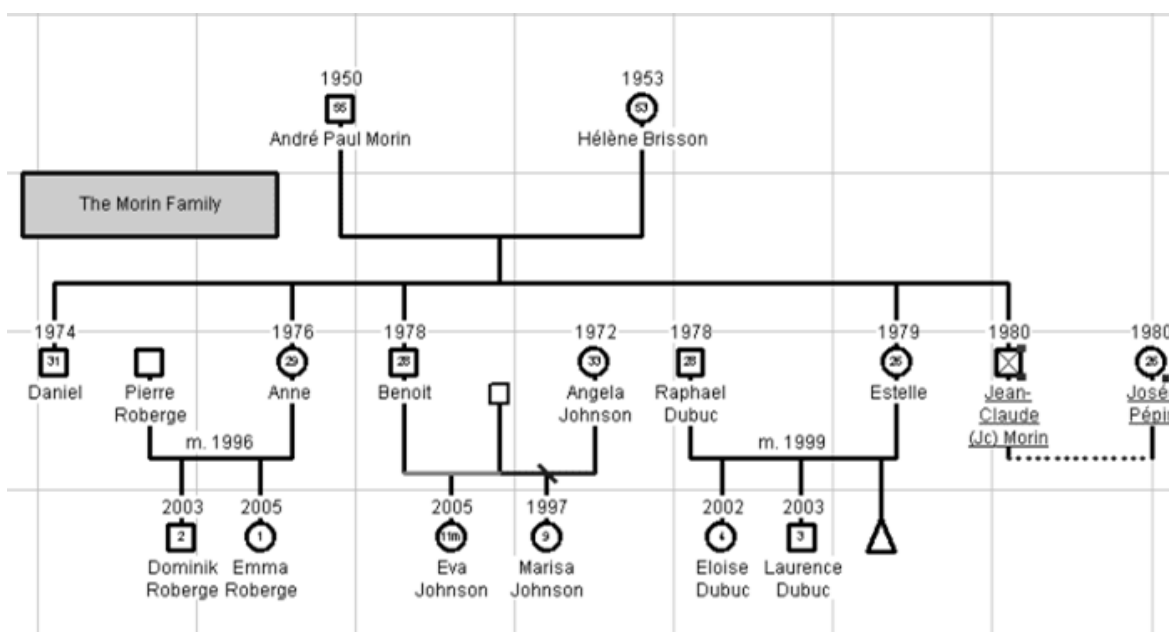 1950 1953
55 53
André Paul Morin Hélène Brisson
The Morin Family
1974 1976 1978 1972 1978 1979 1980 1980
31 29 28 33 28 26 26
Daniel Pierre Anne Benoit Angela Raphael Estelle Jean- José
Roberge Johnson Dubuc Claude Pépin
(Jc) Morin
m. 1996 m. 1999
2003 2005 2005 1997 2002 2003
2 1 11m 9 4 3
Dominik Emma Eva Marisa Eloise Laurence
Roberge Roberge Johnson Johnson Dubuc Dubuc